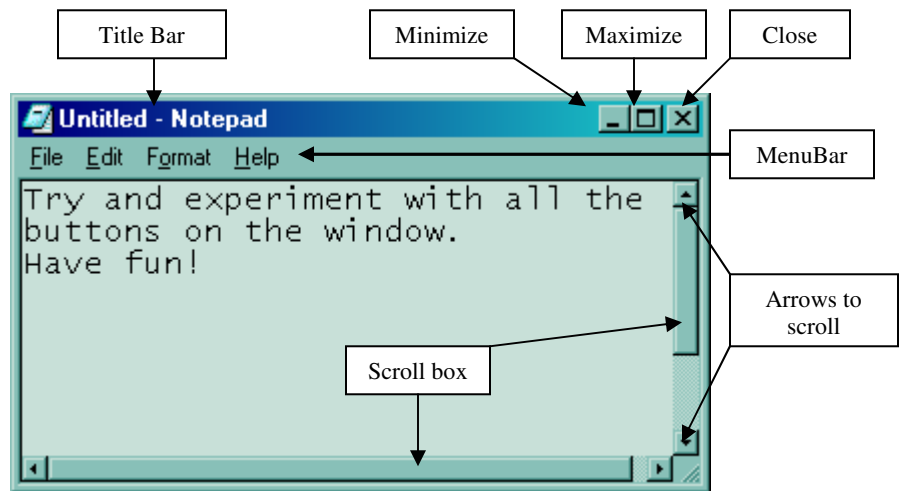 Title Bar
Minimize
Maximize
Close
Untitled - Notepad
File Edit Format Help
MenuBar
Try and experiment with all the
buttons on the window.
Have fun!
Arrows to
scroll
Scroll box